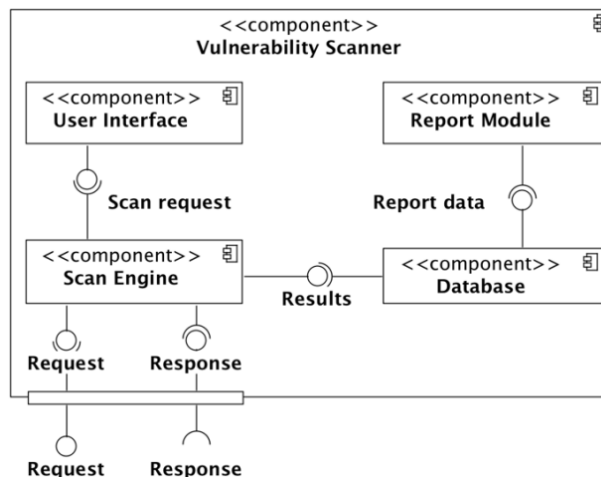 <<component>>
Vulnerability Scanner
<<component>>
User Interface
<<component>>
Report Module
Scan request
Report data
<<component>>
Scan Engine
Results
<<component>>
Database
Request
Response
Request
Response